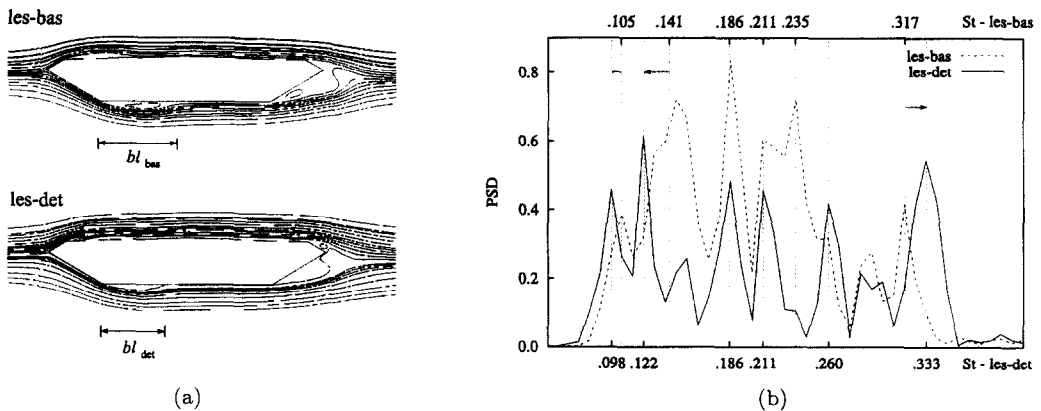 les-bas
bl bas
les-det
bl det
(a)
.105 .141 .186 .211 .235 .317 St - les-bas
les-bas
les-det
0.8
0.6
PSD
0.4
0.2
0.0
.098 .122 .186 .211 .260 .333 St - les-det
(b)